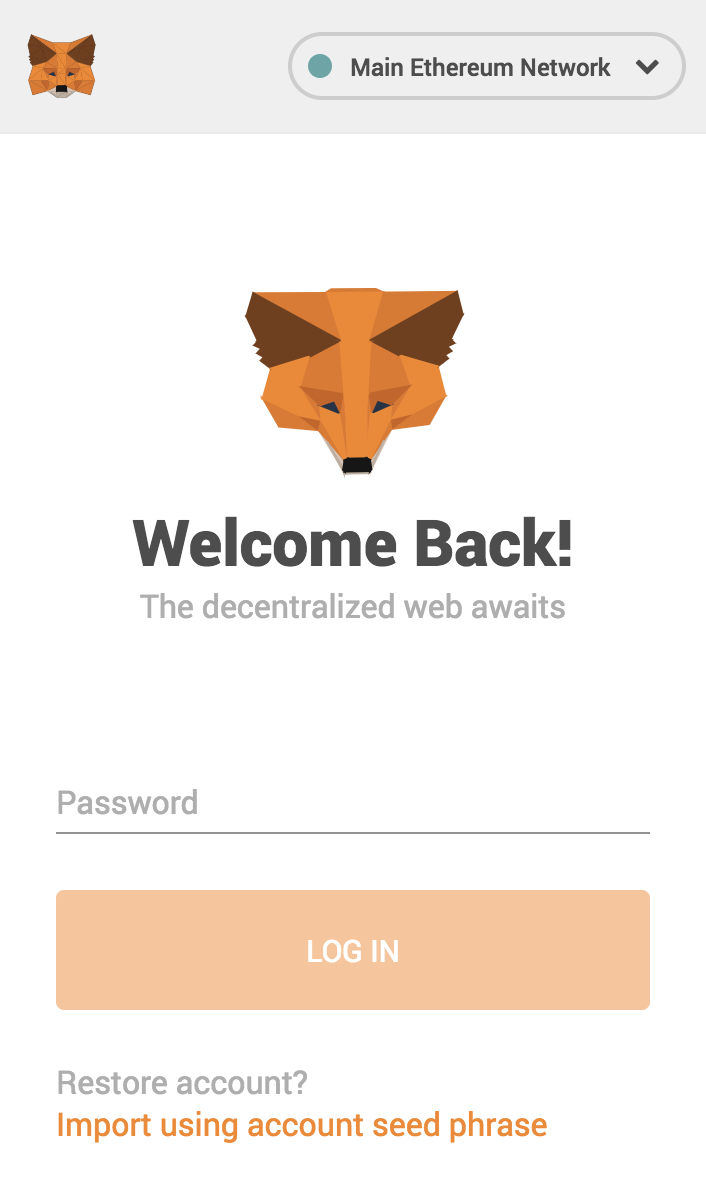 Main Ethereum Network
Welcome Back!
The decentralized web awaits
Password
LOG IN
Restore account?
Import using account seed phrase